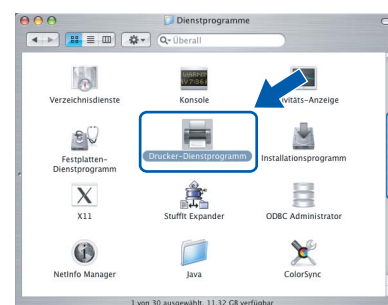 Dienstprogramme
Überall
Verzeichnisdienste
Konsole
ivitäts-Anzeige
Festplatten-
Dienstprogramm
Drucker-Dienstprogramm
Installationsprogramm
X11
StuffIt Expander
ODBC Administrator
NetInfo Manager
Java
ColorSync
1 von 30 ausgewählt, 11,32 GB verfügbar